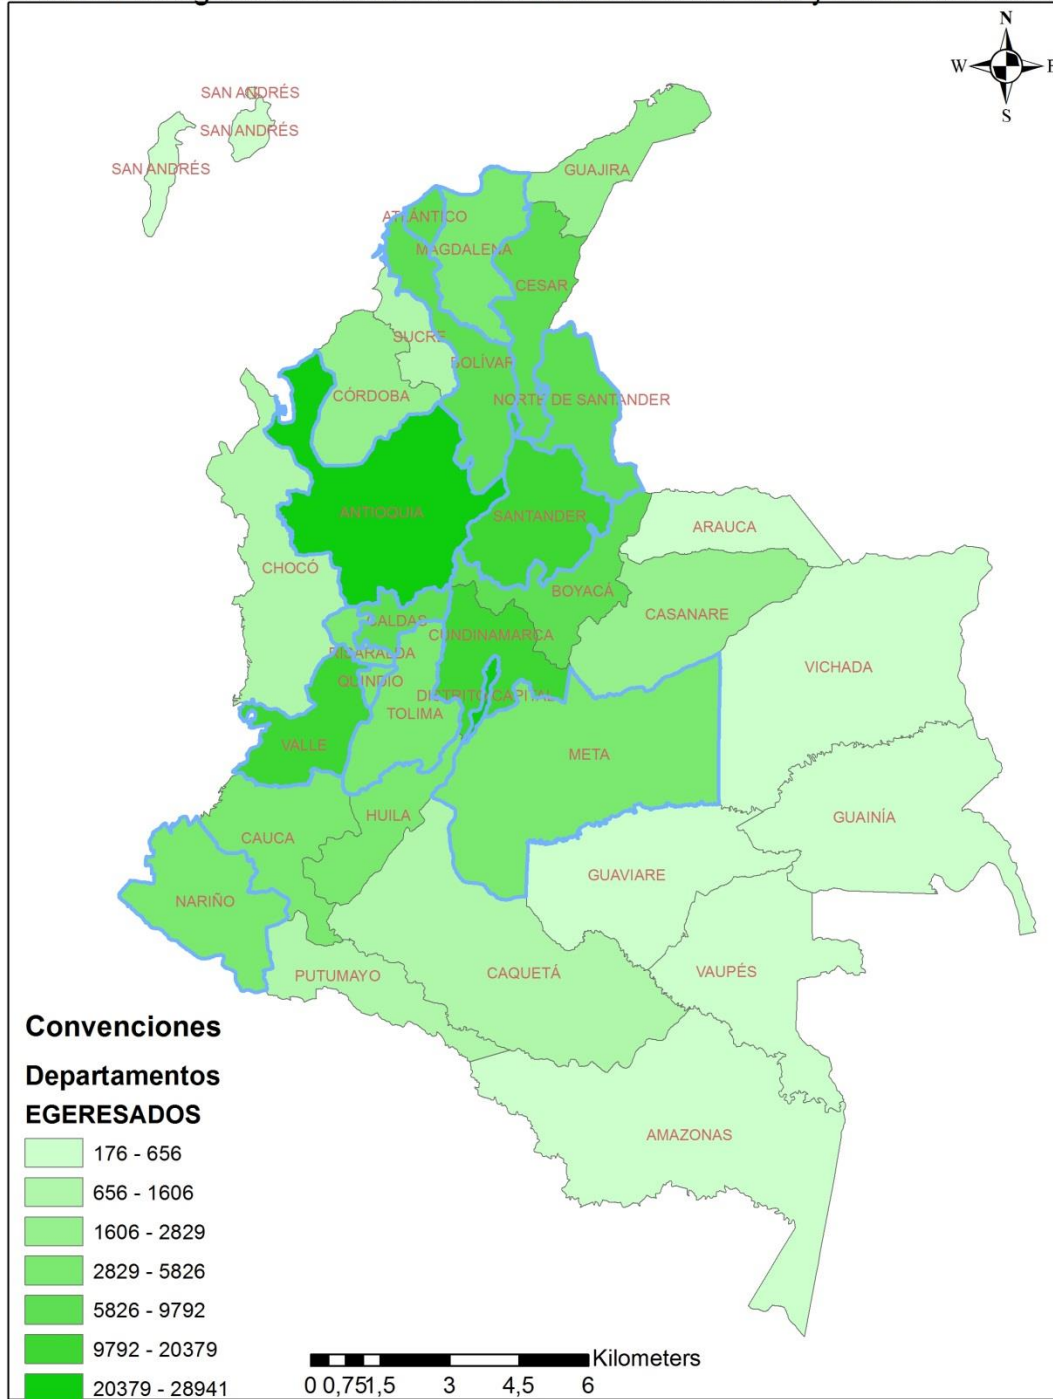 N
W
E
S
SAN ANDRÉS
SAN ANDRÉS
SAN ANDRÉS
GUAJIRA
ATLÁNTICO
MAGDALENA
CESAR
SUCRE
BOLÍVAR
CÓRDOBA
NORTE DE SANTANDER
ANTIOQUIA
SANTANDER
ARAUCA
CHOCÓ
BOYACÁ
CASANARE
CALDAS
CUNDINAMARCA
RISARALDA
VICHADA
QUINDIO
DISTRITO CAPITAL
TOLIMA
VALLE
META
HUILA
GUAINÍA
CAUCA
GUAVIARE
NARIÑO
VAUPÉS
PUTUMAYO
CAQUETÁ
AMAZONAS
Convenciones
Departamentos
EGERESADOS
176 - 656
656 - 1606
1606 - 2829
2829 - 5826
5826 - 9792
9792 - 20379
20379 - 28941
Kilometers
0 0,75 1,5 3 4,5 6